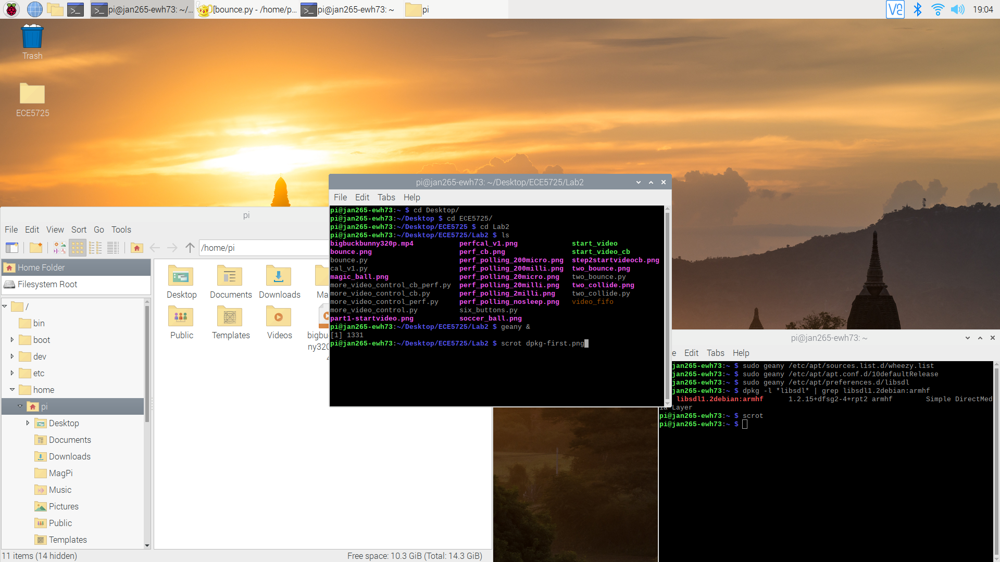 pi@jan265-ewh73: ~/...
[bounce.py - /home/p...
pi@jan265-ewh73: ~
pi
19:04
Trash
ECE5725
pi
File Edit View Sort Go Tools
/home/pi
Home Folder
Filesystem Root
/
bin
boot
dev
etc
home
pi
Desktop
Documents
Downloads
MagPi
Music
Pictures
Public
Templates
Desktop Documents Downloads Ma
Public Templates Videos bigbu
ny320
11 items (14 hidden)
Free space: 10.3 GiB (Total: 14.3 GiB)
pi@jan265-ewh73: ~/Desktop/ECE5725/Lab2
File Edit Tabs Help
pi@jan265-ewh73:~ $ cd Desktop/
pi@jan265-ewh73:~/Desktop $ cd ECE5725/
pi@jan265-ewh73:~/Desktop/ECE5725 $ cd Lab2
pi@jan265-ewh73:~/Desktop/ECE5725/Lab2 $ ls
bigbuckbunny320p.mp4 perfcal_v1.png start_video
bounce.png perf_cb.png start_video_cb
bounce.py perf_polling_200micro.png step2startvideocb.png
cal_v1.py perf_polling_200milli.png two_bounce.png
magic_ball.png perf_polling_20micro.png two_bounce.py
more_video_control_cb_perf.py perf_polling_20milli.png two_collide.png
more_video_control_cb.py perf_polling_2milli.png two_collide.py
more_video_control_perf.py perf_polling_nosleep.png video_fifo
more_video_control.py six_buttons.py
part1-startvideo.png soccer_ball.png
pi@jan265-ewh73:~/Desktop/ECE5725/Lab2 $ geany &
[1] 1331
pi@jan265-ewh73:~/Desktop/ECE5725/Lab2 $ scrot dpkg-first.png
pi@jan265-ewh73: ~
e Edit Tabs Help
jan265-ewh73:~ $ sudo geany /etc/apt/sources.list.d/wheezy.list
jan265-ewh73:~ $ sudo geany /etc/apt/apt.conf.d/10defaultRelease
jan265-ewh73:~ $ sudo geany /etc/apt/preferences.d/libsdl
jan265-ewh73:~ $ dpkg -l *libsdl* | grep libsdl1.2debian:armhf
libsdl1.2debian:armhf 1.2.15+dfsg2-4+rpt2 armhf Simple DirectMed
ia Layer
pi@jan265-ewh73:~ $ scrot
pi@jan265-ewh73:~ $